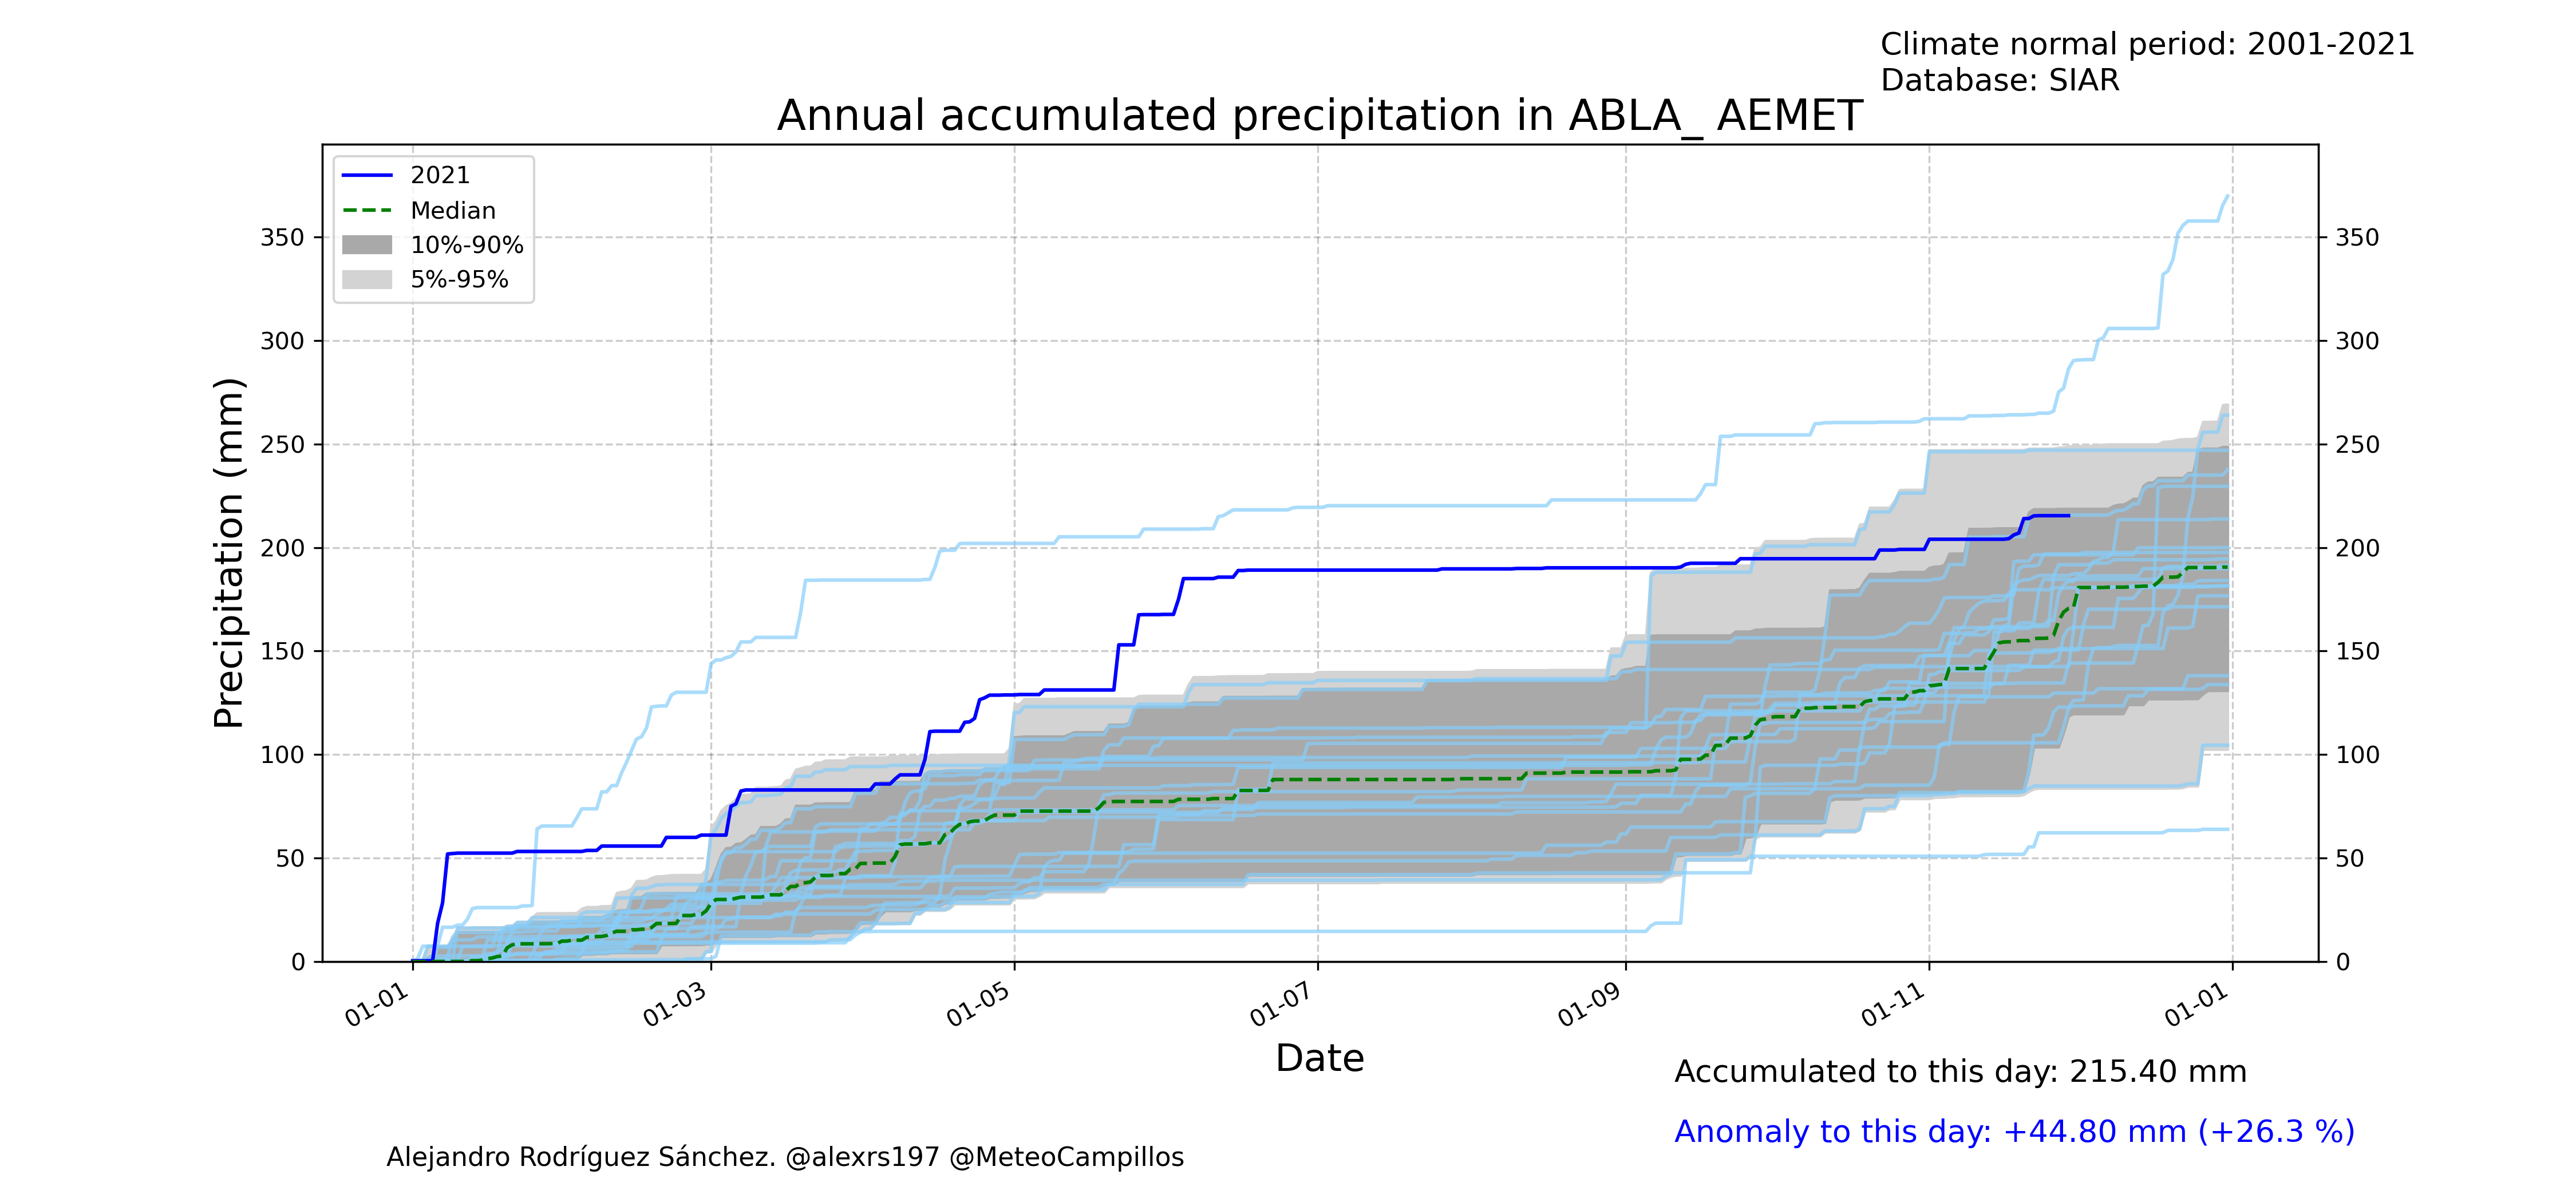 Climate normal period: 2001-2021
Database: SIAR
Annual accumulated precipitation in ABLA_ AEMET
2021
Median
10%-90%
5%-95%
Precipitation (mm)
350
300
250
200
150
100
50
0
350
300
250
200
150
100
50
0
01-01
01-03
01-05
01-07
01-09
01-11
01-01
Date
Accumulated to this day: 215.40 mm
Anomaly to this day: +44.80 mm (+26.3 %)
Alejandro Rodríguez Sánchez. @alexrs197 @MeteoCampillos